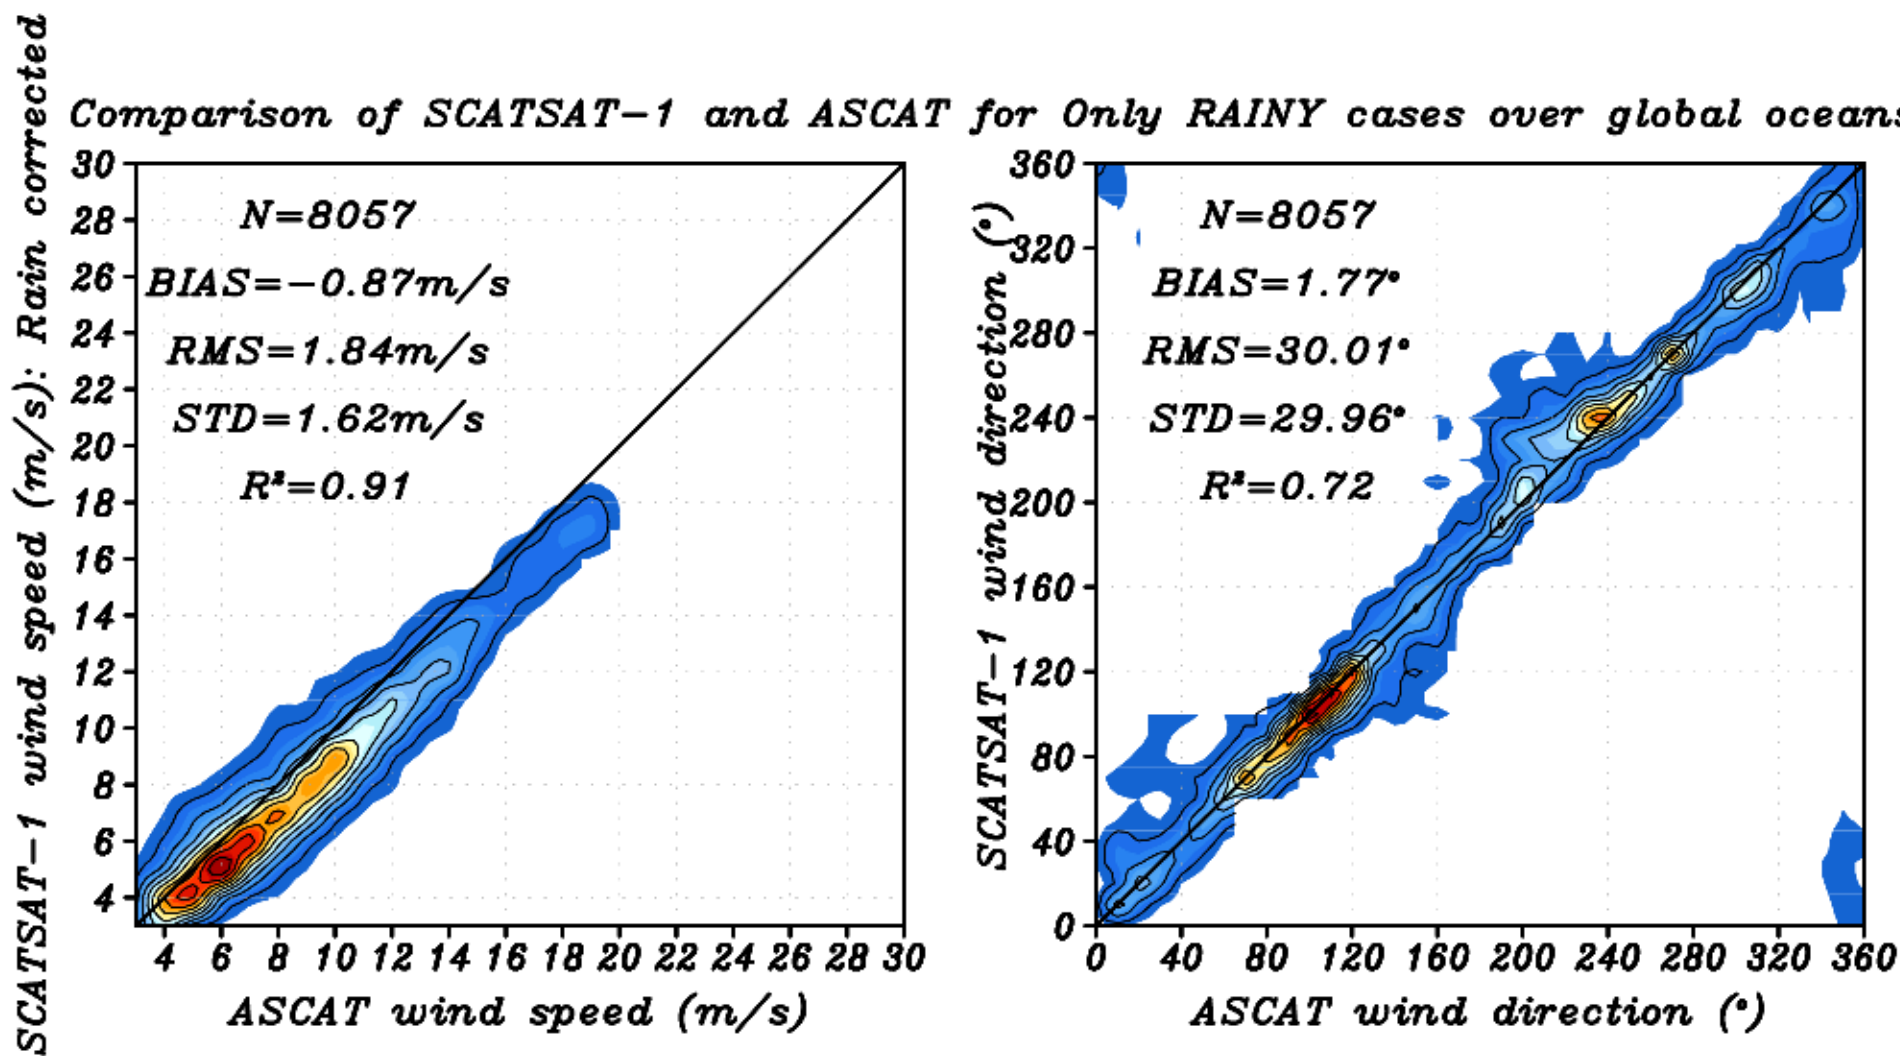 Comparison of SCATSAT-1 and ASCAT for Only RAINY cases over global oceans
SCATSAT-1 wind speed (m/s): Rain corrected
30
28
26
24
22
20
18
16
14
12
10
8
6
4
N=8057
BIAS=-0.87m/s
RMS=1.84m/s
STD=1.62m/s
R²=0.91
4 6 8 10 12 14 16 18 20 22 24 26 28 30
ASCAT wind speed (m/s)
SCATSAT-1 wind direction (°)
360
320
280
240
200
160
120
80
40
0
N=8057
BIAS=1.77°
RMS=30.01°
STD=29.96°
R²=0.72
0 40 80 120 160 200 240 280 320 360
ASCAT wind direction (°)